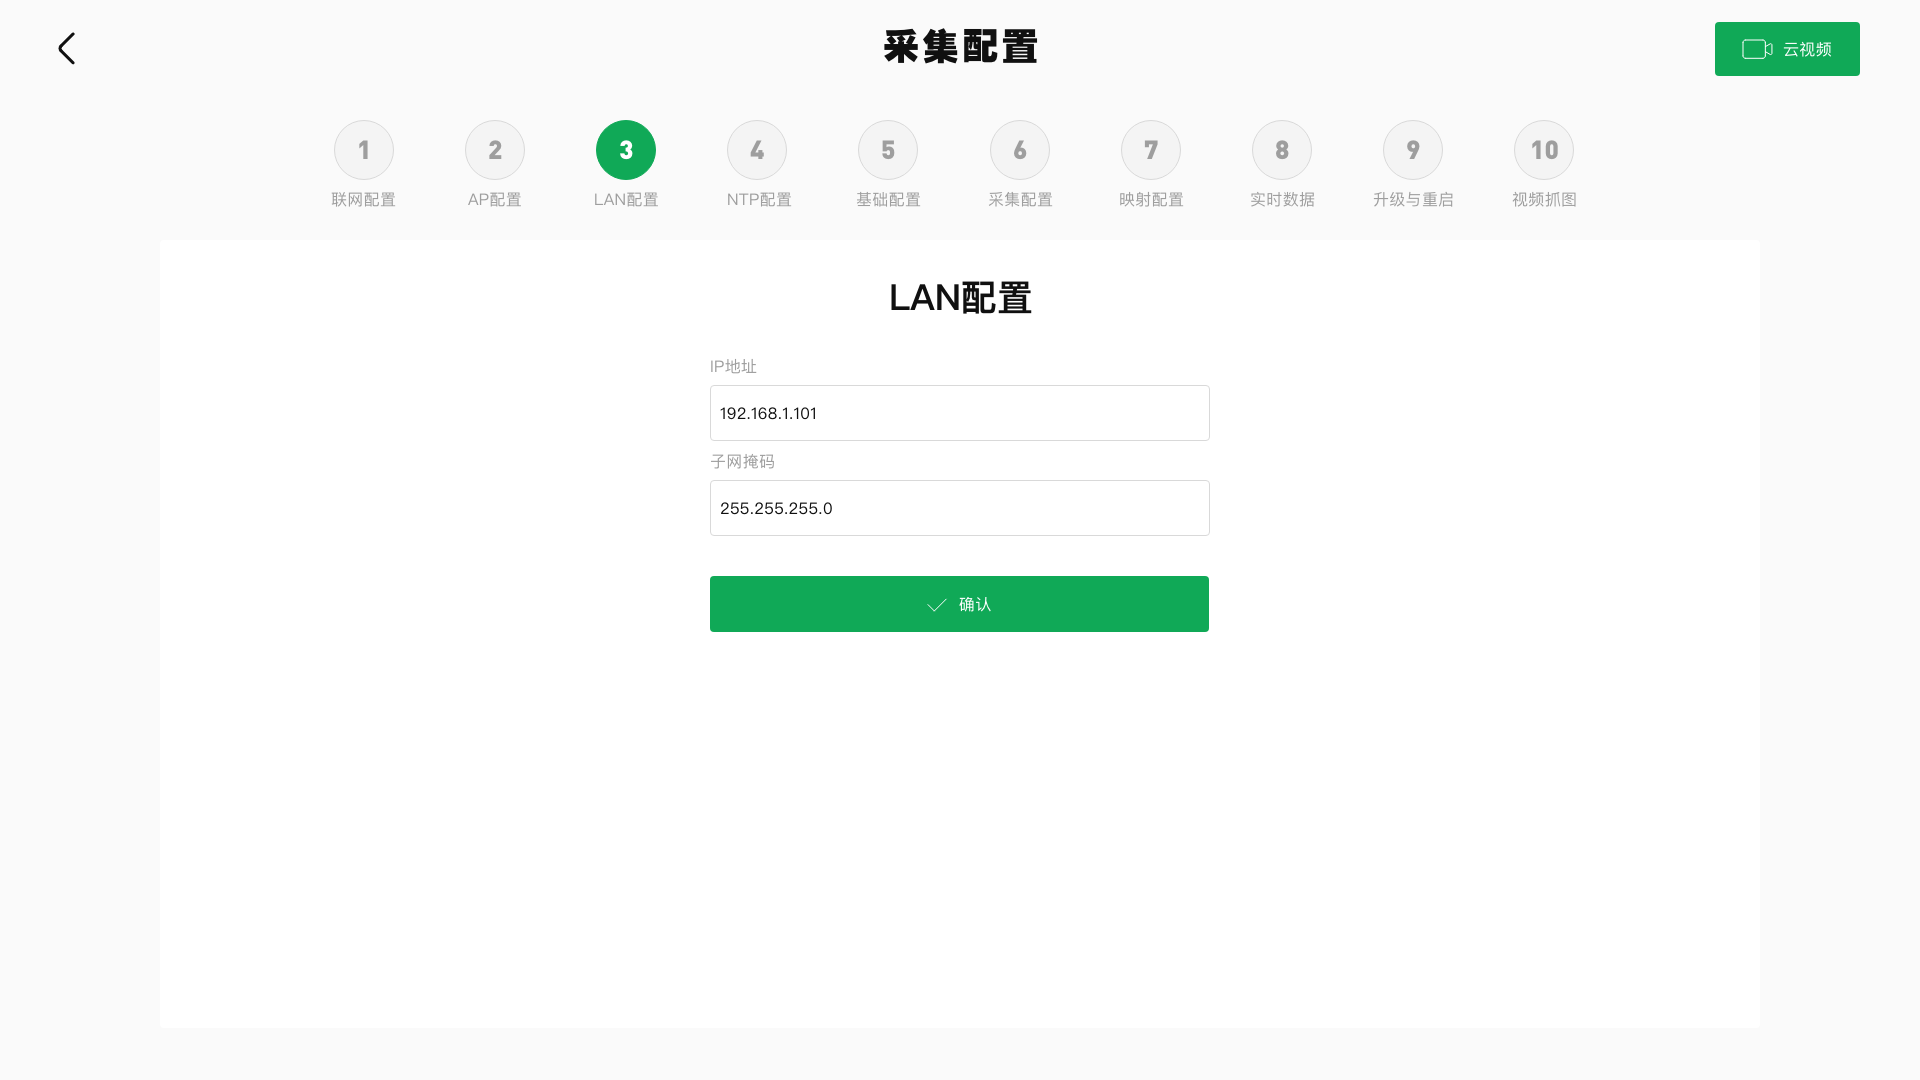 采集配置
云视频
1 2 3 4 5 6 7 8 9 10
联网配置 AP配置 LAN配置 NTP配置 基础配置 采集配置 映射配置 实时数据 升级与重启 视频抓图
LAN配置
IP地址
192.168.1.101
子网掩码
255.255.255.0
确认